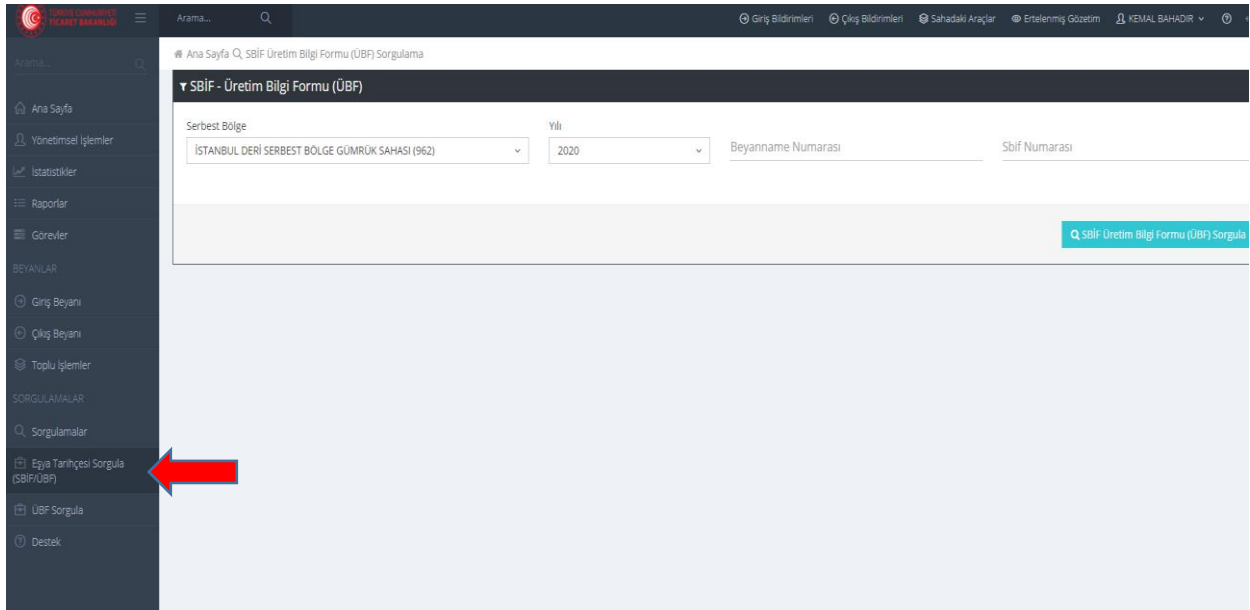 TÜRKİYE CUMHURİYETİ
TİCARET BAKANLIĞI
Arama...
Giriş Bildirimleri Çıkış Bildirimleri Sahadaki Araçlar Ertelenmiş Gözetim KEMAL BAHADIR
Arama...
Ana Sayfa
Yönetimsel İşlemler
İstatistikler
Raporlar
Görevler
BEYANLAR
Giriş Beyanı
Çıkış Beyanı
Toplu İşlemler
SORGULAMALAR
Sorgulamalar
Eşya Tarihçesi Sorgula
(SBİF/ÜBF)
ÜBF Sorgula
Destek
Ana Sayfa SBİF Üretim Bilgi Formu (ÜBF) Sorgulama
SBİF - Üretim Bilgi Formu (ÜBF)
Serbest Bölge Yılı
İSTANBUL DERİ SERBEST BÖLGE GÜMRÜK SAHASI (962) 2020 Beyanname Numarası Sbif Numarası
SBİF Üretim Bilgi Formu (ÜBF) Sorgula